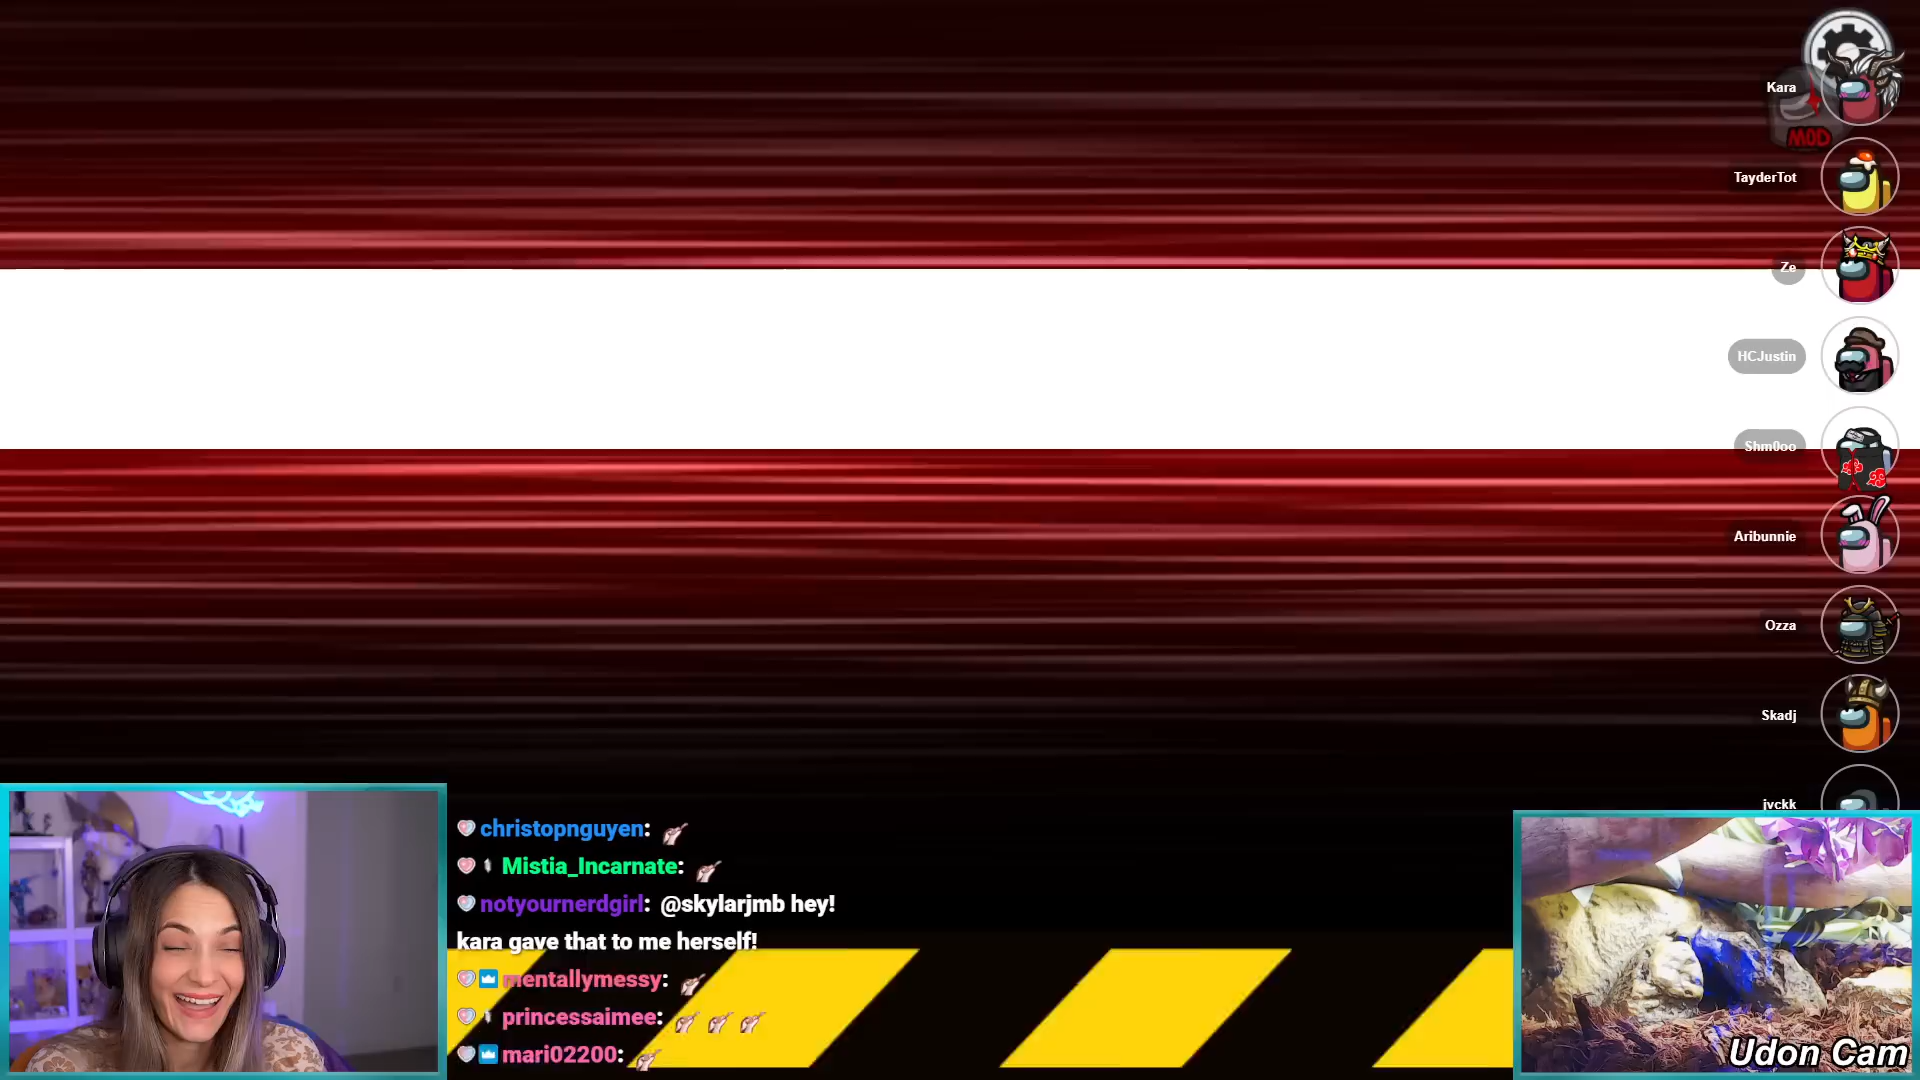 Kara
MOD
TayderTot
Ze
HCJustin
Shm0oo
Aribunnie
Ozza
Skadj
jvckk
christopnguyen:
Mistia_Incarnate:
notyournerdgirl: @skylarjmb hey!
kara gave that to me herself!
mentallymessy:
princessaimee:
mari02200:
Udon Cam